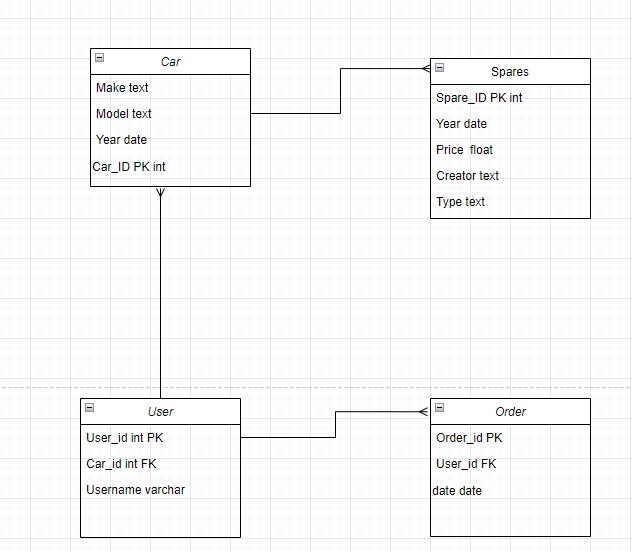 Car
Make text
Model text
Year date
Car_ID PK int
Spares
Spare_ID PK int
Year date
Price  float
Creator text
Type text
User
User_id int PK
Car_id int FK
Username varchar
Order
Order_id PK
User_id FK
date date